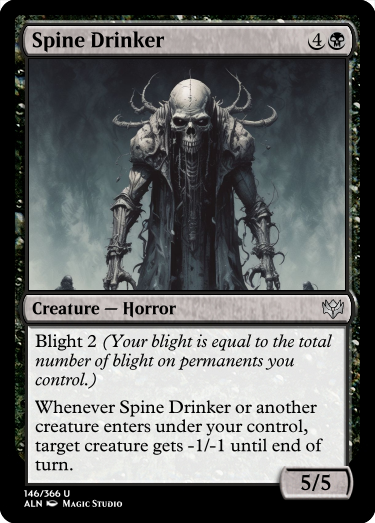 Spine Drinker 4
Creature — Horror
Blight 2 (Your blight is equal to the total
number of blight on permanents you
control.)
Whenever Spine Drinker or another
creature enters under your control,
target creature gets -1/-1 until end of
turn.
5/5
146/366 U
ALN Magic Studio